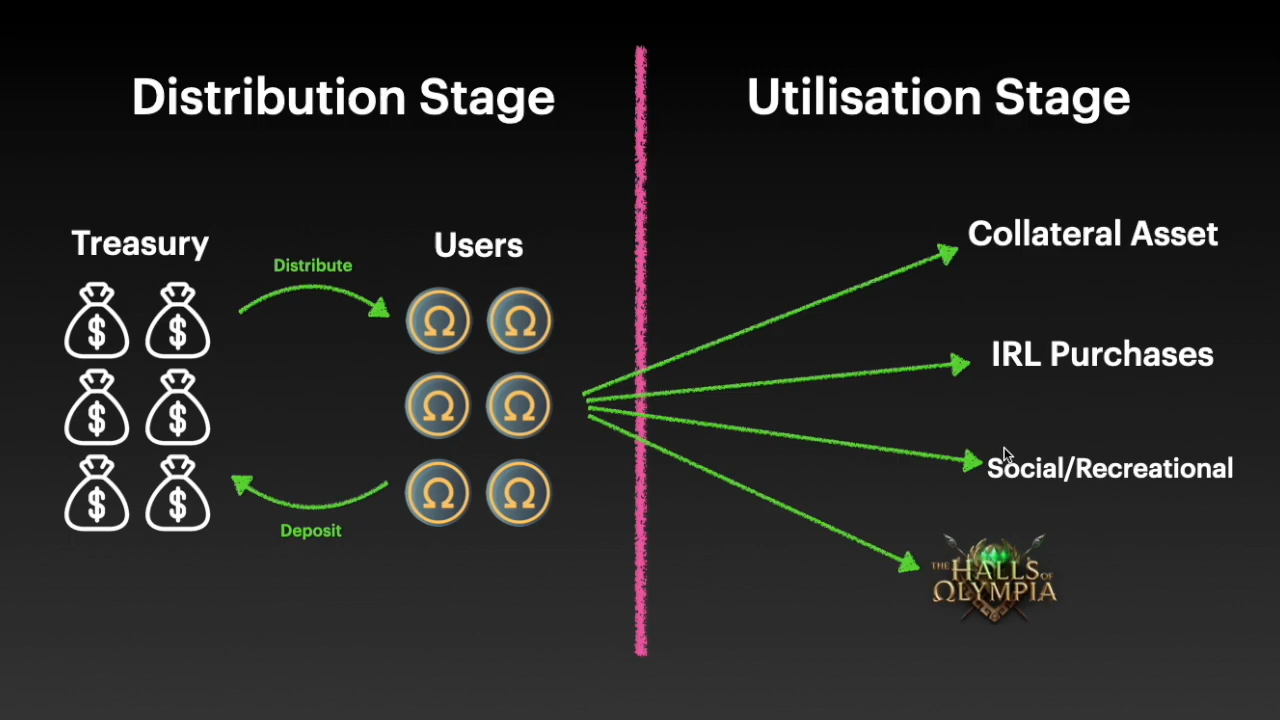 Distribution Stage
Utilisation Stage
Treasury
Distribute
Users
$ $
$ $
$ $
Ω Ω
Ω Ω
Ω Ω
Deposit
Collateral Asset
IRL Purchases
Social/Recreational
THE HALLS OF
ΩLYMPIA